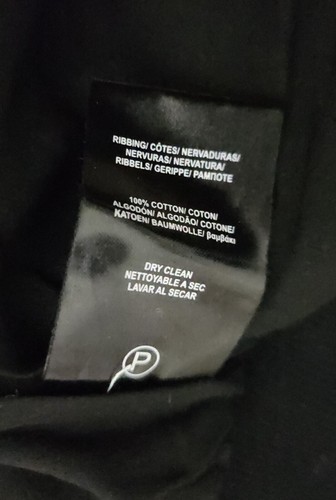 RIBBING/ CÔTES/ NERVADURAS/
NERVURAS/ NERVATURA/
RIBBELS/ GERIPPE/ ΡΑΜΠΟΤΕ
100% COTTON/ COTON/
ALGODÓN/ ALGODÃO/ COTONE/
KATOEN/ BAUMWOLLE/ βαμβάκι
DRY CLEAN
NETTOYABLE A SEC
LAVAR AL SECAR
P